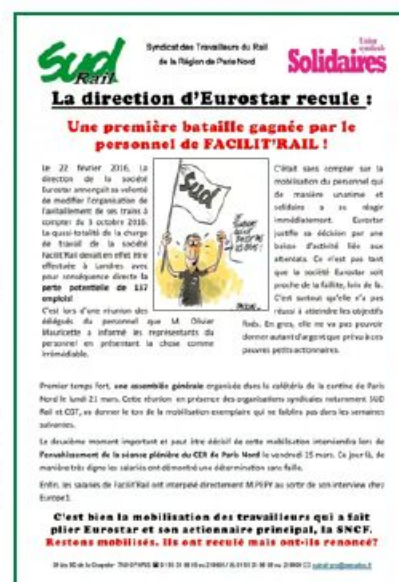 Sud
Rail
Syndicat des Travailleurs du Rail
de la Région de Paris Nord
Union
syndicale
Solidaires
La direction d'Eurostar recule :
Une première bataille gagnée par le
personnel de FACILIT'RAIL !
Le 22 février 2016, La
direction de la société
Eurostar annonçait sa volonté
de modifier l'organisation de
l'avitaillement de ses trains à
compter du 3 octobre 2016.
La quasi-totalité de la charge
de travail de la société
Facilit'Rail devait en effet être
effectuée à Londres avec
pour conséquence directe la
perte potentielle de 137
emplois!
C'est lors d'une réunion des
délégués du personnel que M. Olivier
Mauricette a informé les représentants du
personnel en présentant la chose comme
irrémédiable.
Sud
C'était sans compter sur la
mobilisation du personnel qui
de manière unanime et
solidaire a su réagir
immédiatement. Eurostar
justifie sa décision par une
baisse d'activité liée aux
attentats. Ce n'est pas tant
que la société Eurostar soit
proche de la faillite, loin de là.
C'est surtout qu'elle n'a pas
réussi à atteindre les objectifs
fixés. En gros, elle ne va pas pouvoir
donner autant d'argent que prévu à ces
pauvres petits actionnaires.
Premier temps fort, une assemblée générale organisée dans la cafétéria de la cantine de Paris
Nord le lundi 21 mars. Cette réunion en présence des organisations syndicales notamment SUD
Rail et CGT, va donner le ton de la mobilisation exemplaire qui ne faiblira pas dans les semaines
suivantes.
Le deuxième moment important et peut être décisif de cette mobilisation interviendra lors de
l'envahissement de la séance plénière du CER de Paris Nord le vendredi 25 mars. Ce jour là, de
manière très digne les salariés ont démontré une détermination sans faille.
Enfin, les salariés de Facilit'Rail ont interpelé directement M.PEPY au sortir de son interview chez
Europe1.
C'est bien la mobilisation des travailleurs qui a fait
plier Eurostar et son actionnaire principal, la SNCF.
Restons mobilisés. Ils ont reculé mais ont-ils renoncé?